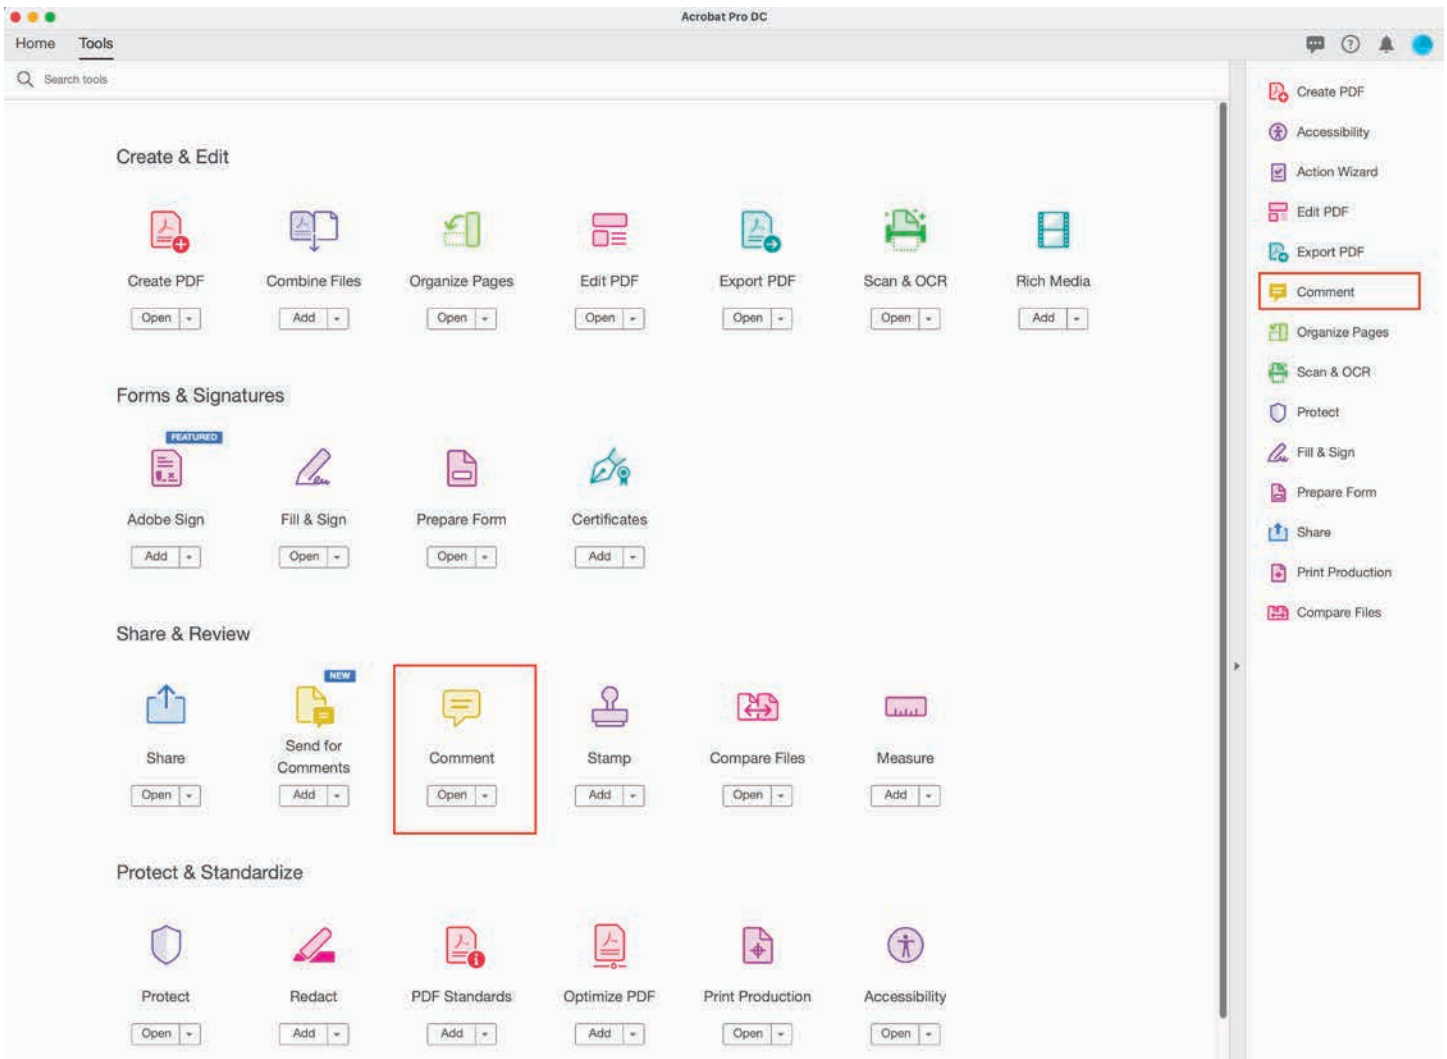 Acrobat Pro DC
Home Tools
Search tools
Create & Edit
Create PDF Combine Files Organize Pages Edit PDF Export PDF Scan & OCR Rich Media
Open Add Open Open Open Open Add
Forms & Signatures
FEATURED
Adobe Sign Fill & Sign Prepare Form Certificates
Add Open Open Add
Share & Review
NEW
Share Send for Comments Comment Stamp Compare Files Measure
Open Add Open Add Open Add
Protect & Standardize
Protect Redact PDF Standards Optimize PDF Print Production Accessibility
Open Add Add Add Open Open
Create PDF
Accessibility
Action Wizard
Edit PDF
Export PDF
Comment
Organize Pages
Scan & OCR
Protect
Fill & Sign
Prepare Form
Share
Print Production
Compare Files